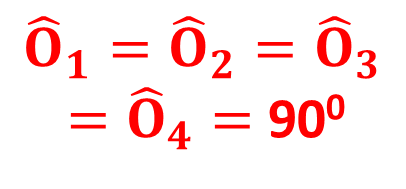 Ô₁ = Ô₂ = Ô₃
= Ô₄ = 90⁰